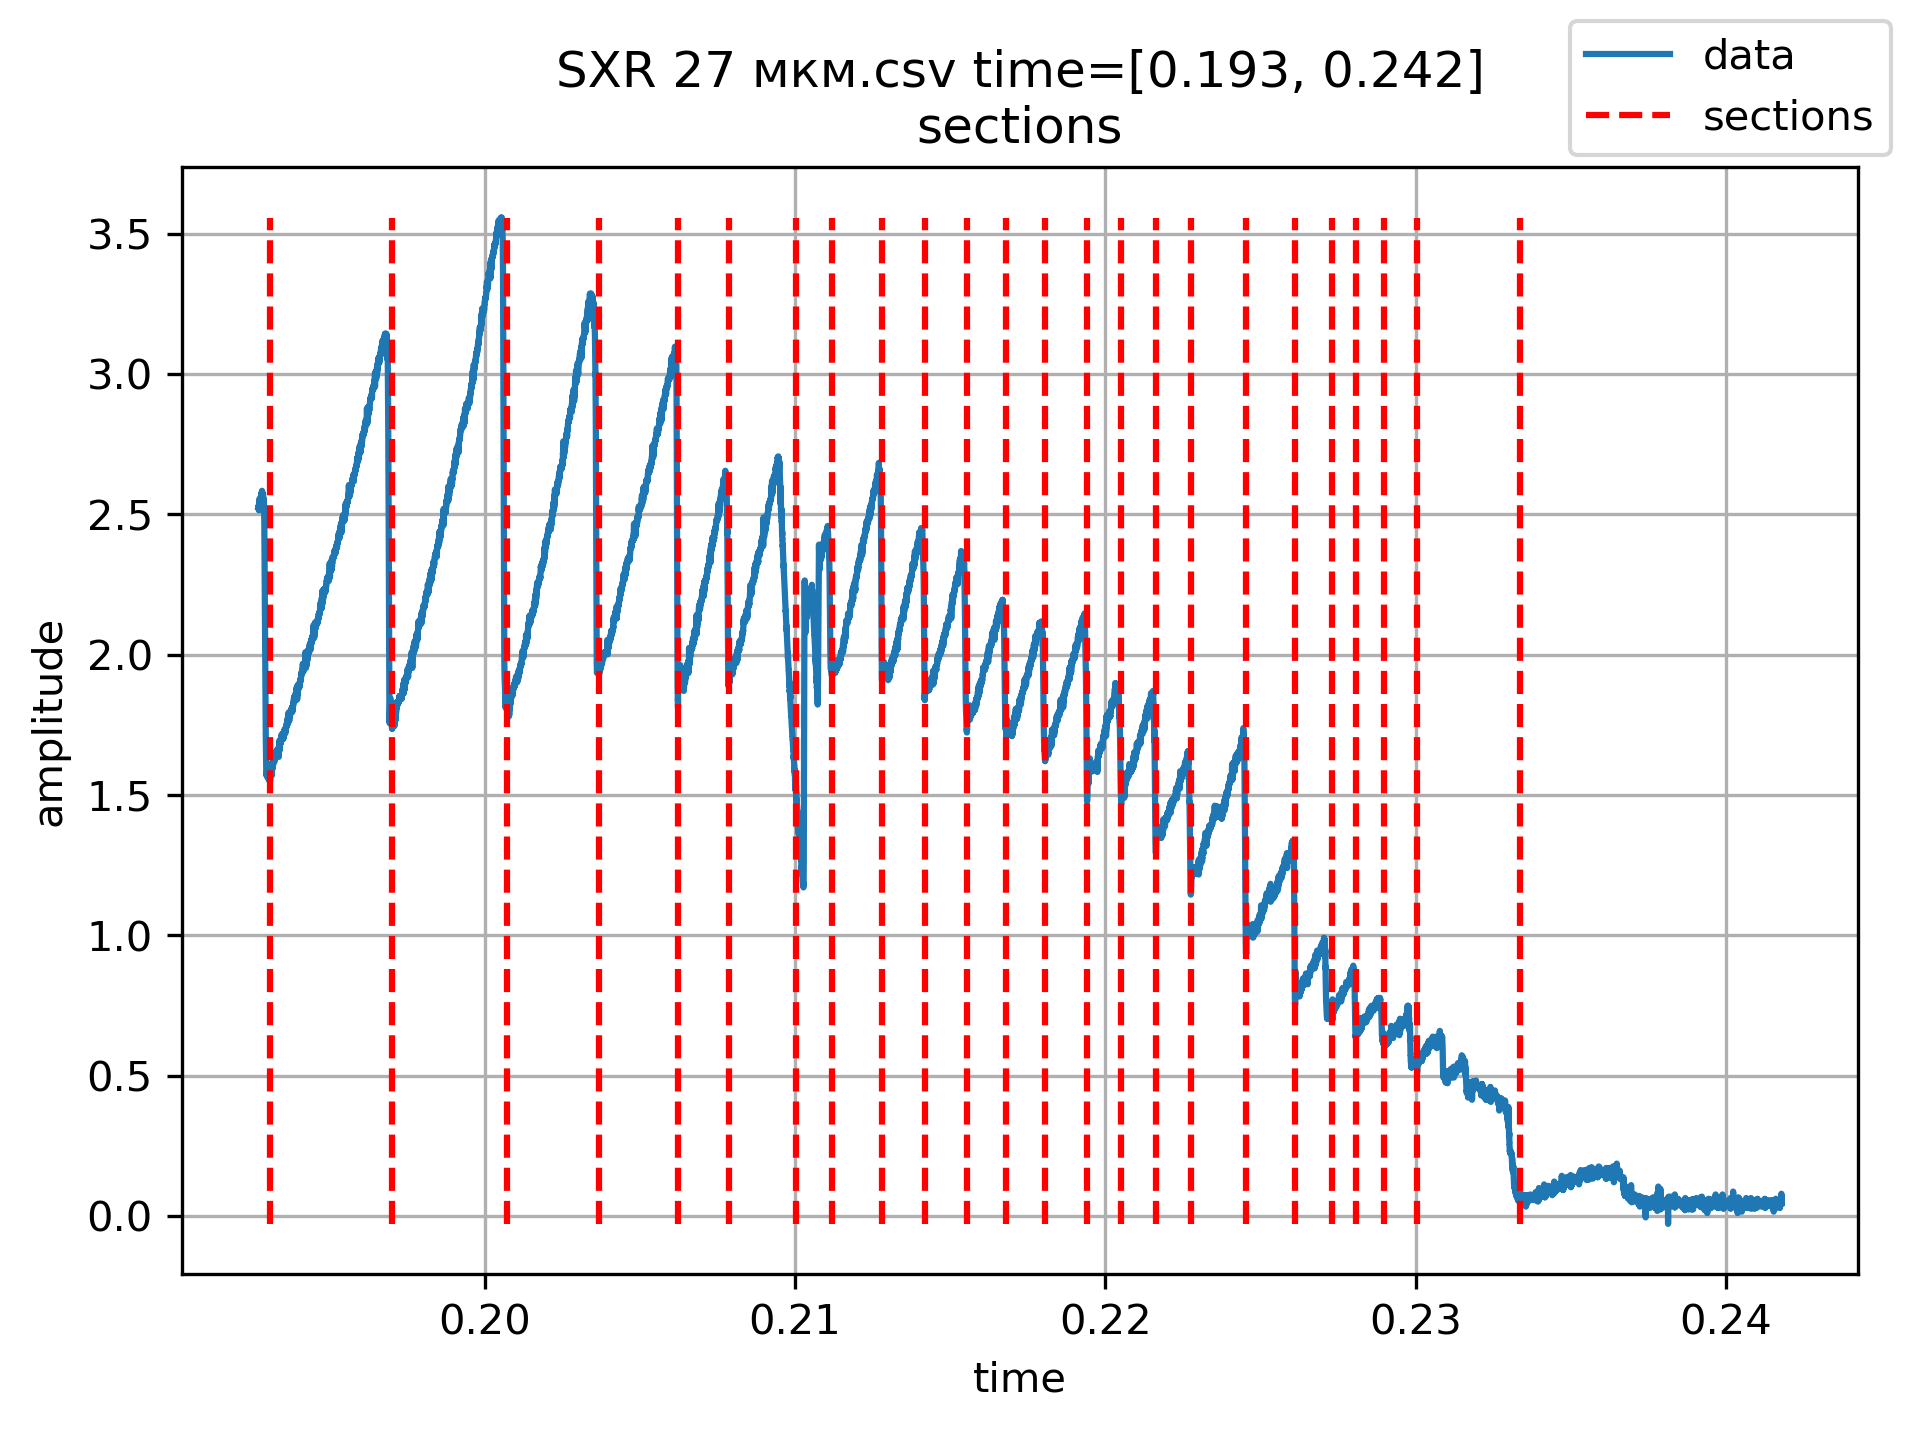 SXR 27 мкм.csv time=[0.193, 0.242]
sections
data
sections
amplitude
3.5
3.0
2.5
2.0
1.5
1.0
0.5
0.0
0.20
0.21
0.22
0.23
0.24
time